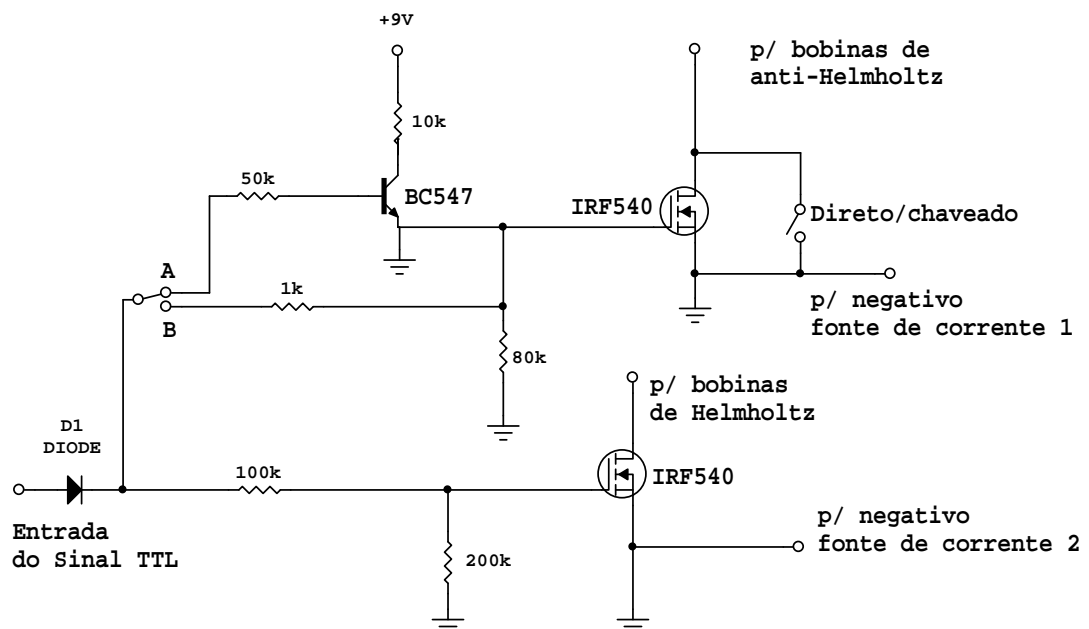 +9V
p/ bobinas de
anti-Helmholtz
10k
50k
BC547
IRF540
Direto/chaveado
A
1k
B
p/ negativo
fonte de corrente 1
80k
p/ bobinas
de Helmholtz
D1
DIODE
100k
IRF540
Entrada
do Sinal TTL
p/ negativo
fonte de corrente 2
200k